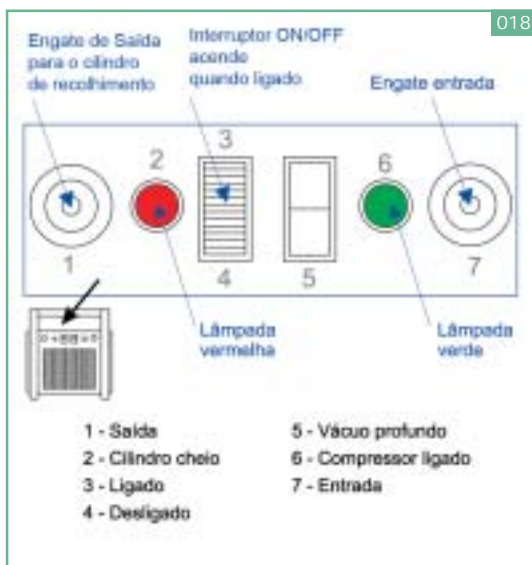 018
Engate de Saída
para o cilindro
de recolhimento
Interruptor ON/OFF
acende
quando ligado
Engate entrada
3
2
6
1
4
5
7
Lâmpada
vermelha
Lâmpada
verde
1 - Saída
2 - Cilindro cheio
3 - Ligado
4 - Desligado
5 - Vácuo profundo
6 - Compressor ligado
7 - Entrada